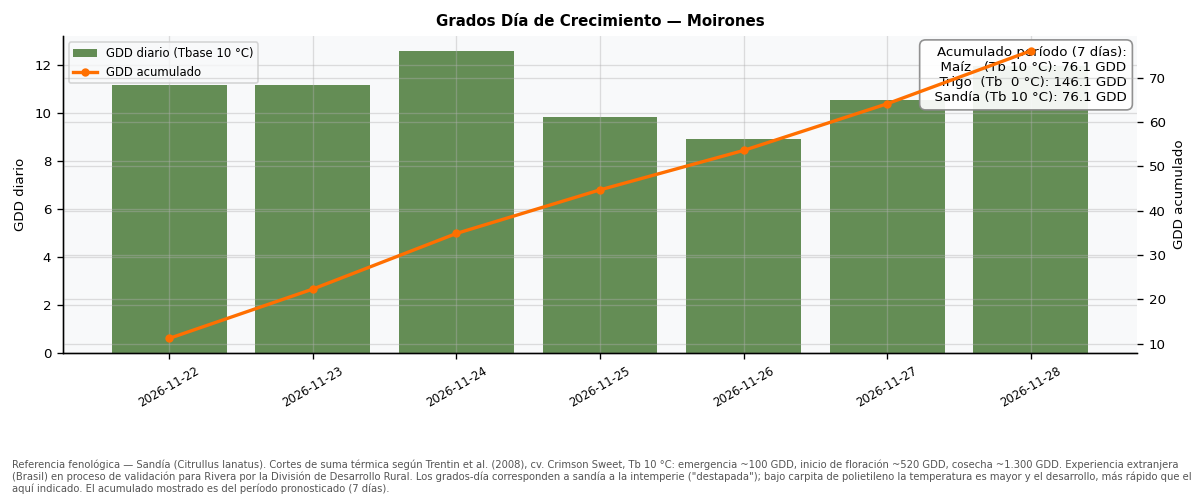 Grados Día de Crecimiento — Moirones
GDD diario (Tbase 10 °C)
GDD acumulado
Acumulado período (7 días):
Maíz (Tb 10 °C): 76.1 GDD
Trigo (Tb 0 °C): 146.1 GDD
Sandía (Tb 10 °C): 76.1 GDD
GDD diario
0
2
4
6
8
10
12
GDD acumulado
10
20
30
40
50
60
70
2026-11-22
2026-11-23
2026-11-24
2026-11-25
2026-11-26
2026-11-27
2026-11-28
Referencia fenológica — Sandía (Citrullus lanatus). Cortes de suma térmica según Trentin et al. (2008), cv. Crimson Sweet, Tb 10 °C: emergencia ~100 GDD, inicio de floración ~520 GDD, cosecha ~1.300 GDD. Experiencia extranjera
(Brasil) en proceso de validación para Rivera por la División de Desarrollo Rural. Los grados-día corresponden a sandía a la intemperie ("destapada"); bajo carpita de polietileno la temperatura es mayor y el desarrollo, más rápido que el
aquí indicado. El acumulado mostrado es del período pronosticado (7 días).